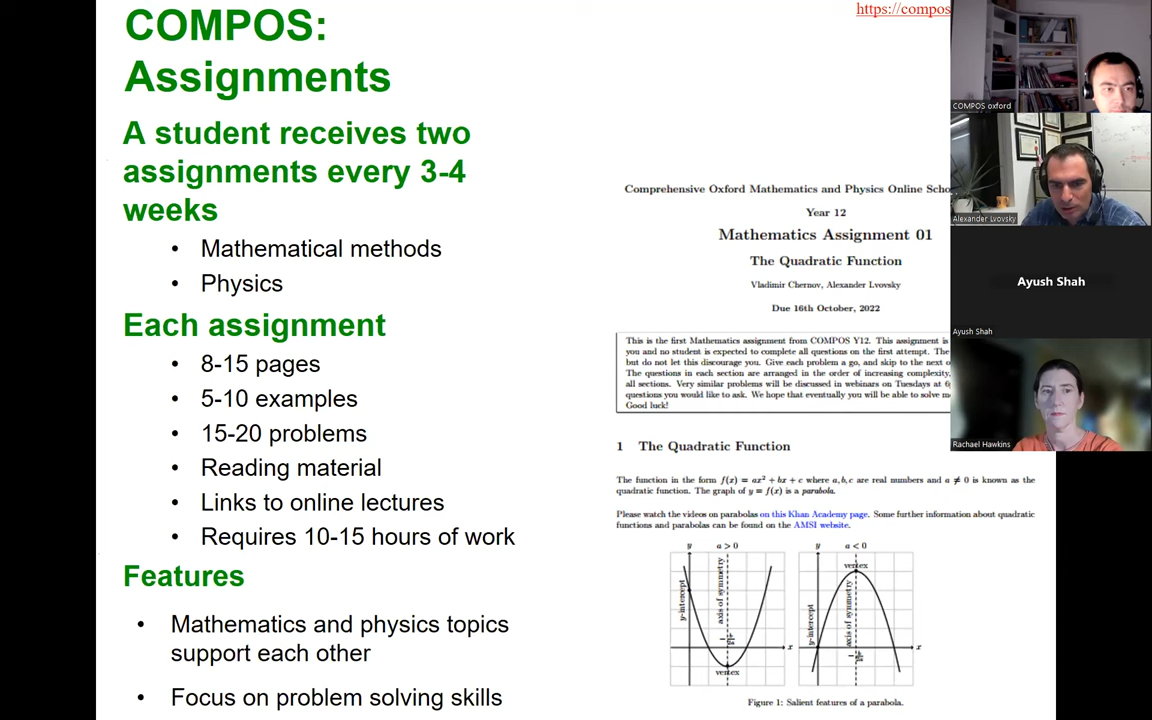 COMPOS:
Assignments
A student receives two
assignments every 3-4
weeks
• Mathematical methods
• Physics
Each assignment
• 8-15 pages
• 5-10 examples
• 15-20 problems
• Reading material
• Links to online lectures
• Requires 10-15 hours of work
Features
• Mathematics and physics topics
support each other
• Focus on problem solving skills
https://compos
Comprehensive Oxford Mathematics and Physics Online Scho
Year 12
Mathematics Assignment 01
The Quadratic Function
Vladimir Chernov, Alexander Lvovsky
Due 16th October, 2022
This is the first Mathematics assignment from COMPOS Y12. This assignment is
you and no student is expected to complete all questions on the first attempt. The
but do not let this discourage you. Give each problem a go, and skip to the next o
The questions in each section are arranged in the order of increasing complexity,
all sections. Very similar problems will be discussed in webinars on Tuesdays at 6
questions you would like to ask. We hope that eventually you will be able to solve m
Good luck!
1 The Quadratic Function
The function in the form f(x) = ax² + bx + c where a, b, c are real numbers and a ≠ 0 is known as the
quadratic function. The graph of y = f(x) is a parabola.
Please watch the videos on parabolas on this Khan Academy page. Some further information about quadratic
functions and parabolas can be found on the AMSI website.
y a > 0
y-intercept
axis of symmetry
x
vertex
y a < 0
vertex
y-intercept
axis of symmetry
x
Figure 1: Salient features of a parabola.
COMPOS oxford
Alexander Lvovsky
Ayush Shah
Ayush Shah
Rachael Hawkins